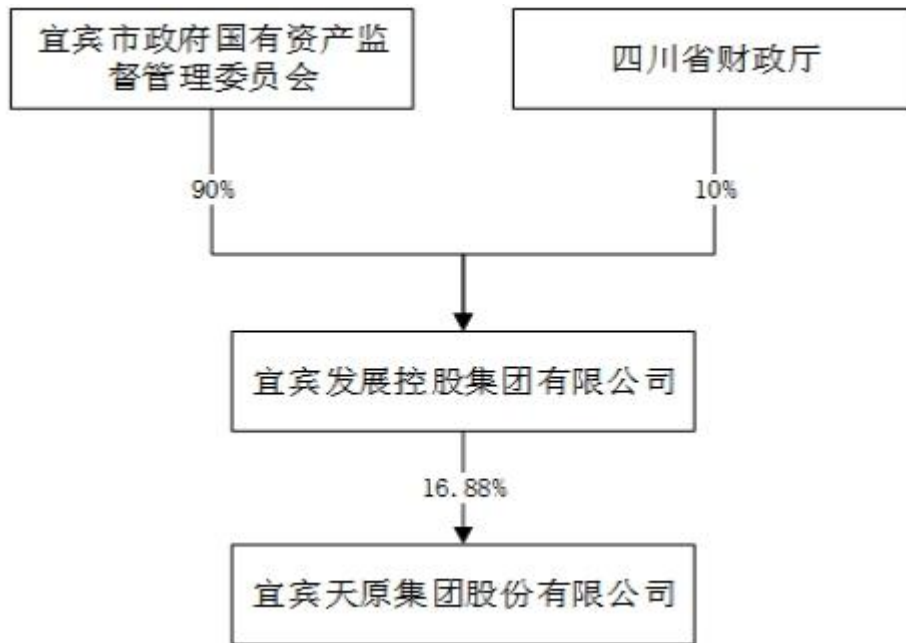 宜宾市政府国有资产监
督管理委员会
四川省财政厅
90%
10%
宜宾发展控股集团有限公司
16.88%
宜宾天原集团股份有限公司